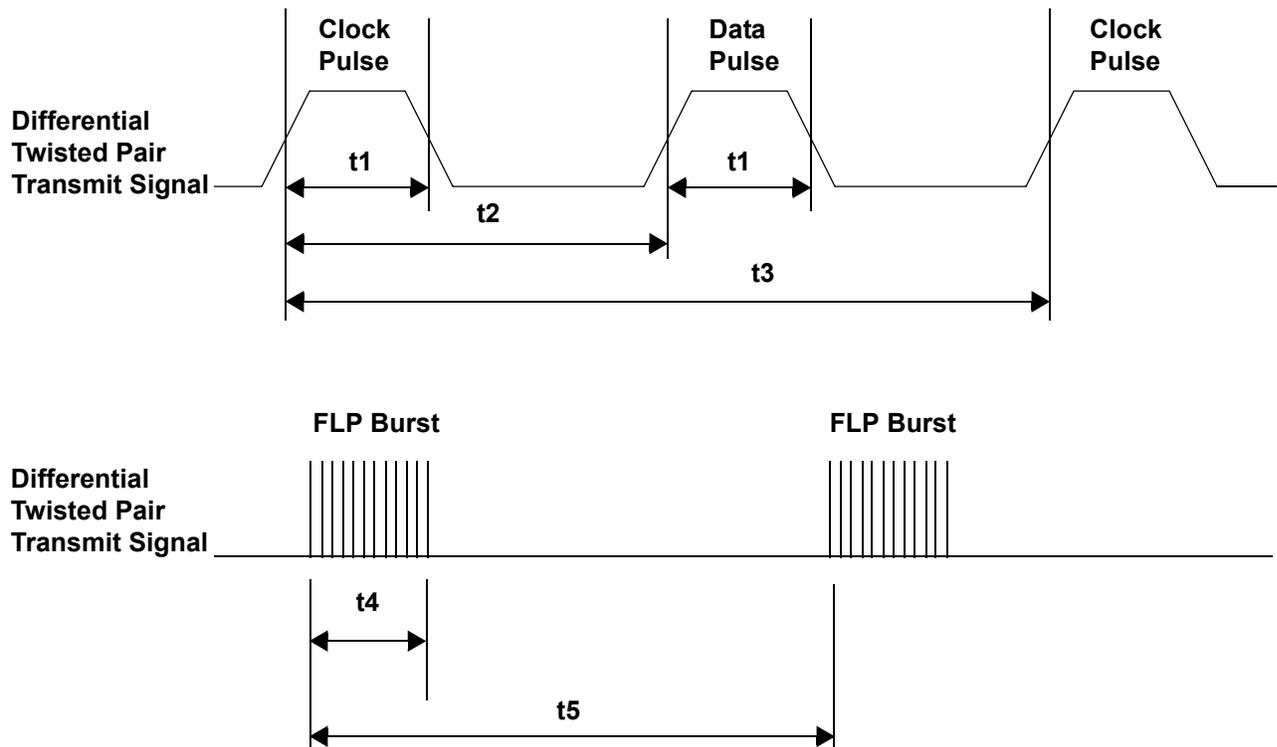 Clock
Pulse
Data
Pulse
Clock
Pulse
Differential
Twisted Pair
Transmit Signal
t1
t1
t2
t3
FLP Burst
FLP Burst
Differential
Twisted Pair
Transmit Signal
t4
t5